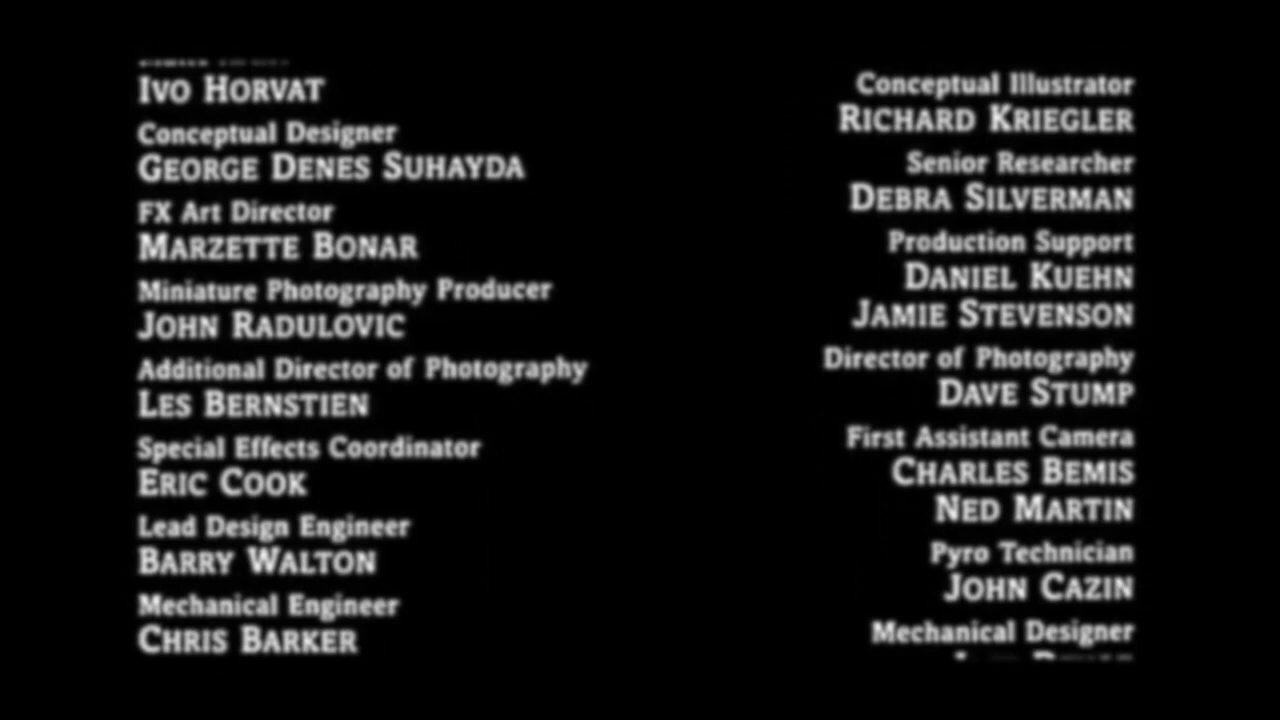 Ivo Horvat
Conceptual Designer
George Denes Suhayda
FX Art Director
Marzette Bonar
Miniature Photography Producer
John Radulovic
Additional Director of Photography
Les Bernstien
Special Effects Coordinator
Eric Cook
Lead Design Engineer
Barry Walton
Mechanical Engineer
Chris Barker
Conceptual Illustrator
Richard Kriegler
Senior Researcher
Debra Silverman
Production Support
Daniel Kuehn
Jamie Stevenson
Director of Photography
Dave Stump
First Assistant Camera
Charles Bemis
Ned Martin
Pyro Technician
John Cazin
Mechanical Designer